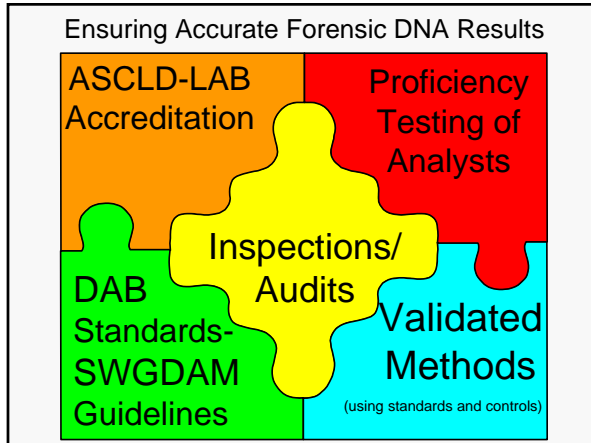 Ensuring Accurate Forensic DNA Results
ASCLD-LAB
Accreditation
Proficiency
Testing of
Analysts
Inspections/
Audits
DAB
Standards-
SWGDAM
Guidelines
Validated
Methods
(using standards and controls)